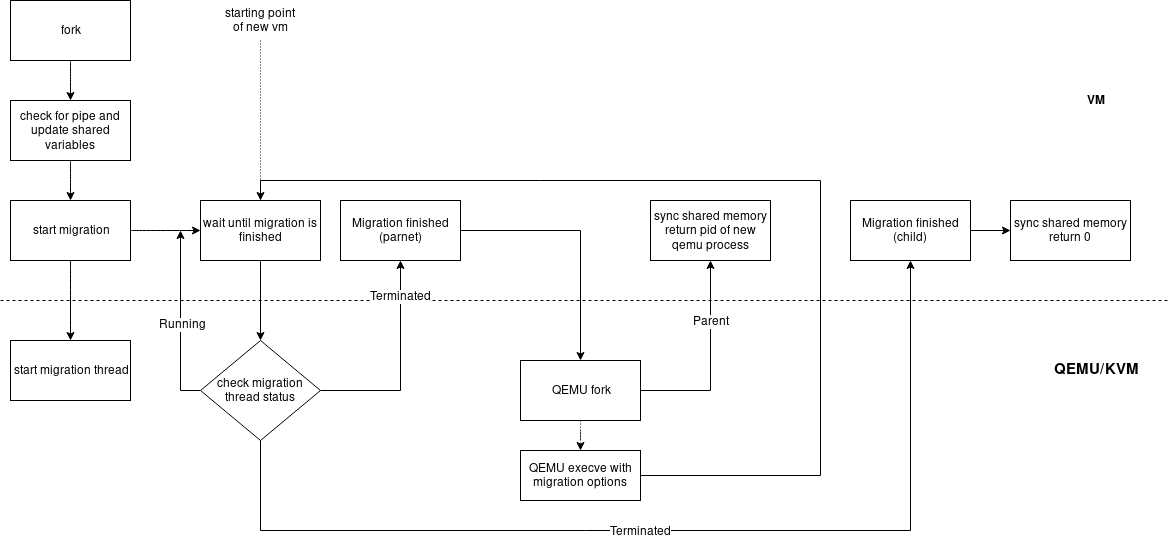 fork
starting point
of new vm
VM
check for pipe and
update shared
variables
start migration
wait until migration is
finished
Migration finished
(parnet)
sync shared memory
return pid of new
qemu process
Migration finished
(child)
sync shared memory
return 0
Terminated
Running
Parent
start migration thread
check migration
thread status
QEMU fork
QEMU/KVM
QEMU execve with
migration options
Terminated